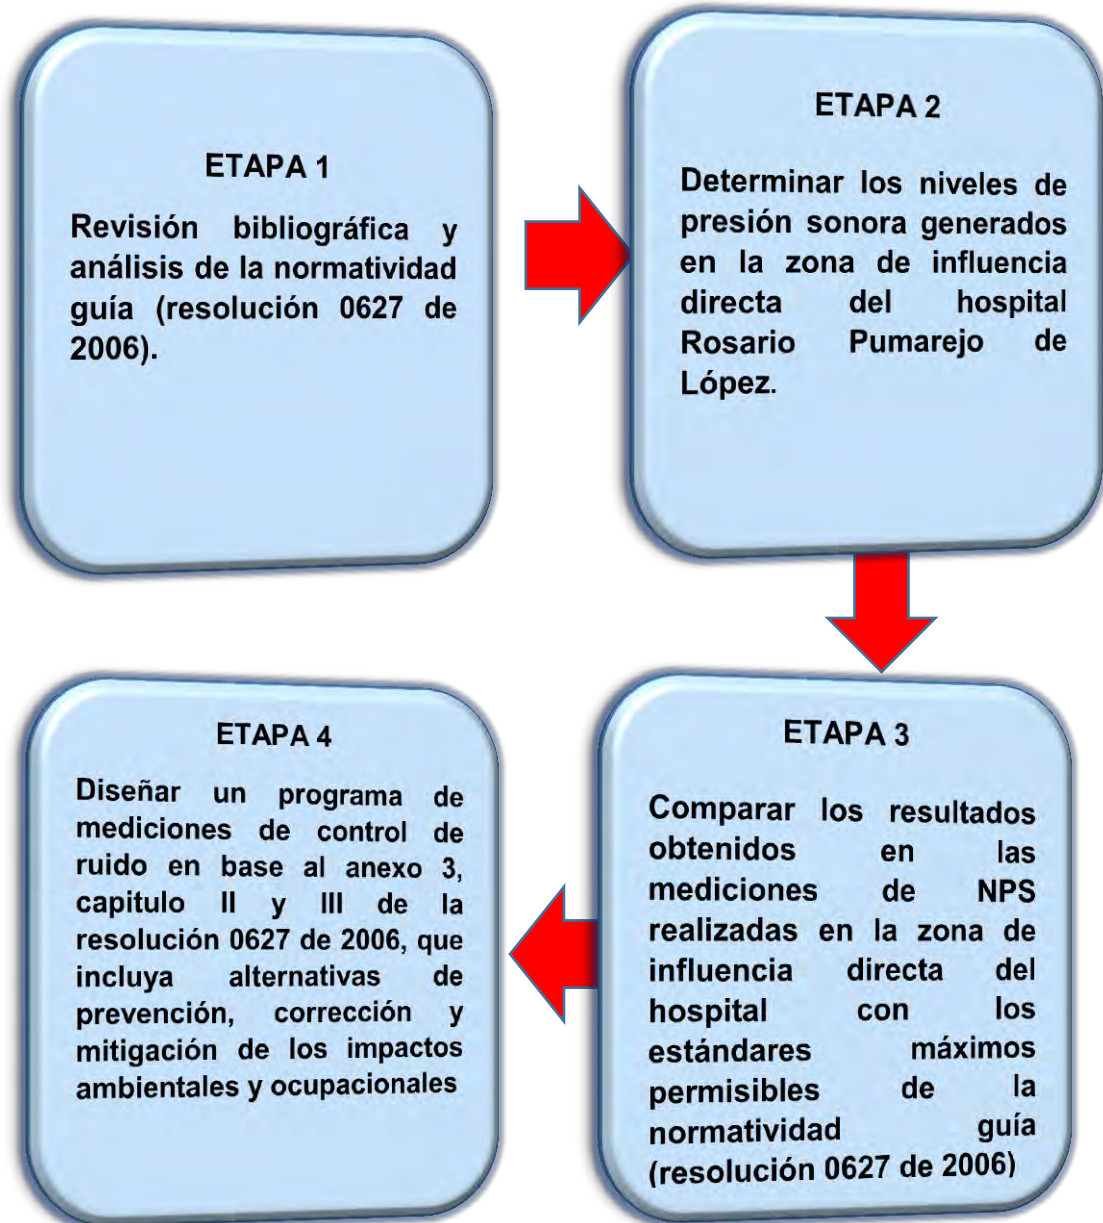 ETAPA 1
Revisión bibliográfica y
análisis de la normatividad
guía (resolución 0627 de
2006).
ETAPA 2
Determinar los niveles de
presión sonora generados
en la zona de influencia
directa del hospital
Rosario Pumarejo de
López.
ETAPA 3
Comparar los resultados
obtenidos en las
mediciones de NPS
realizadas en la zona de
influencia directa del
hospital con los
estándares máximos
permisibles de la
normatividad guía
(resolución 0627 de 2006)
ETAPA 4
Diseñar un programa de
mediciones de control de
ruido en base al anexo 3,
capitulo II y III de la
resolución 0627 de 2006, que
incluya alternativas de
prevención, corrección y
mitigación de los impactos
ambientales y ocupacionales